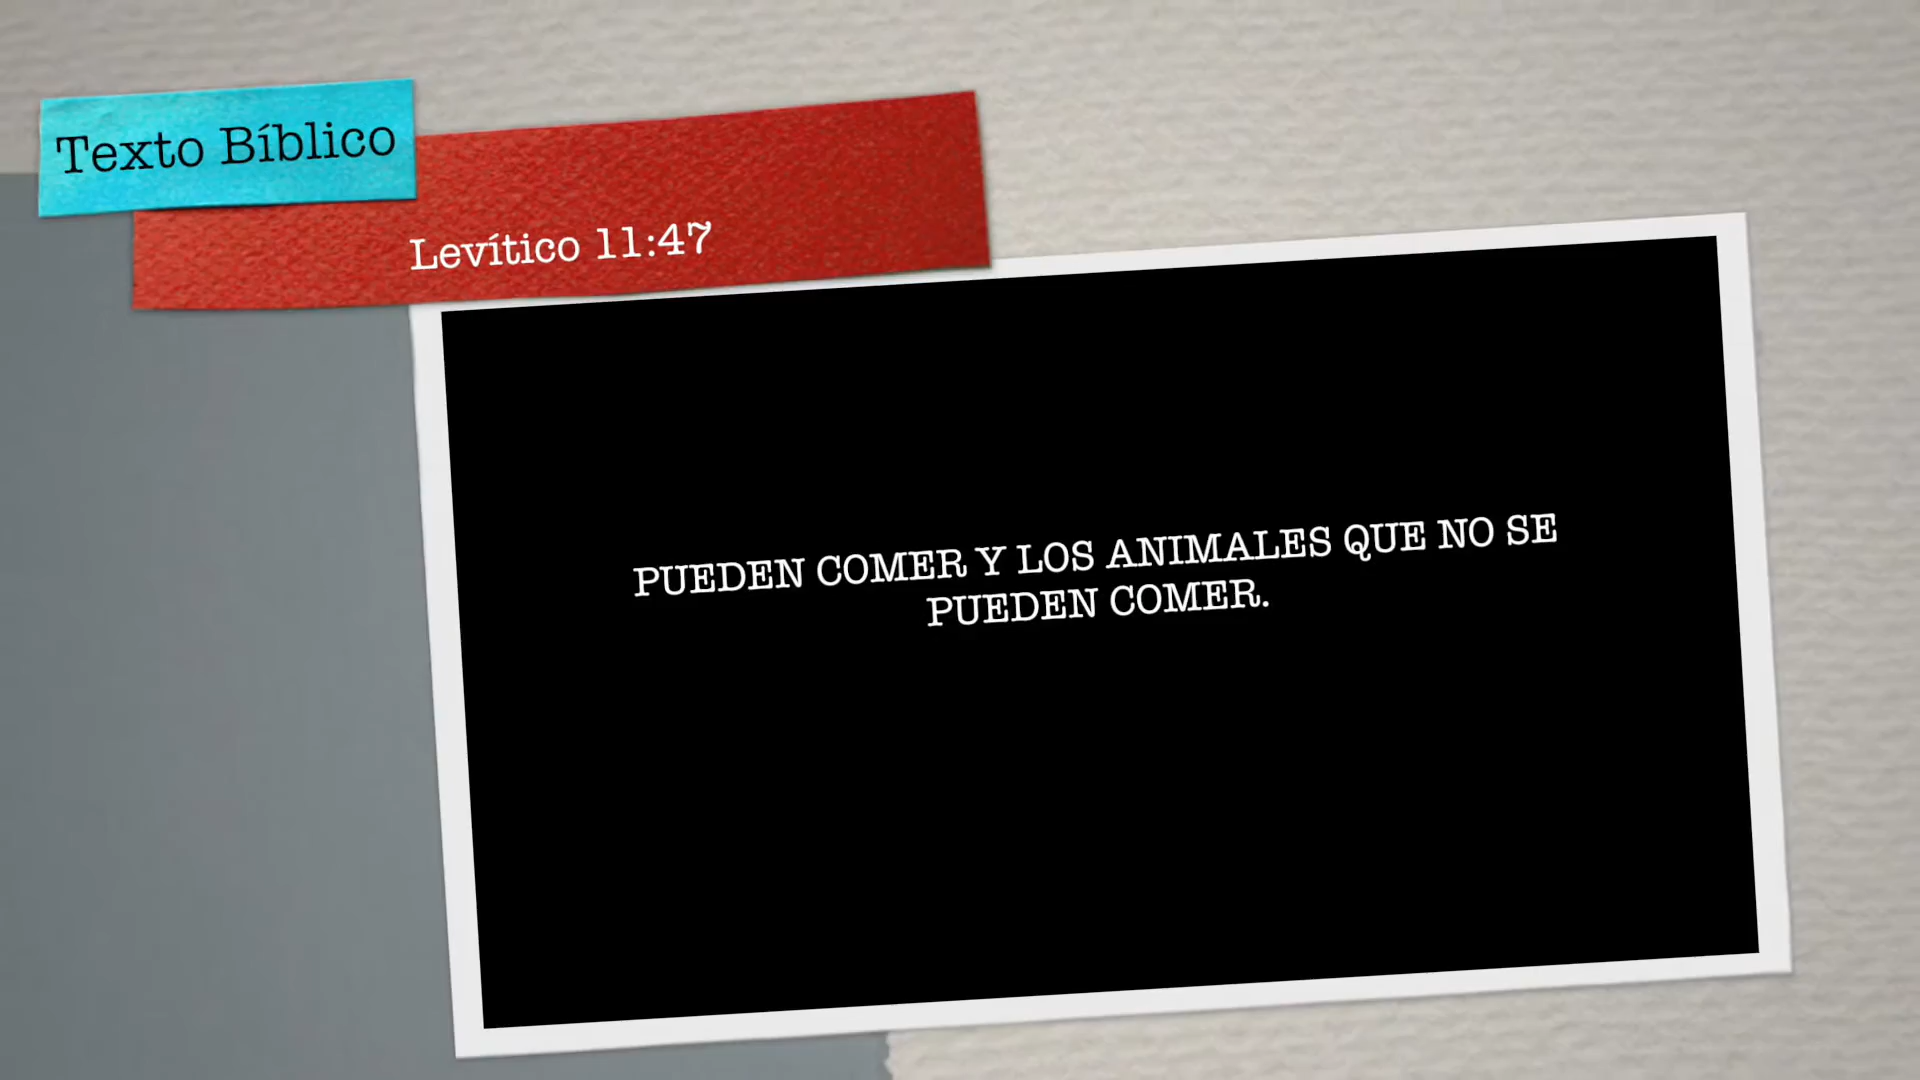 Texto Bíblico
Levítico 11:47
PUEDEN COMER Y LOS ANIMALES QUE NO SE
PUEDEN COMER.